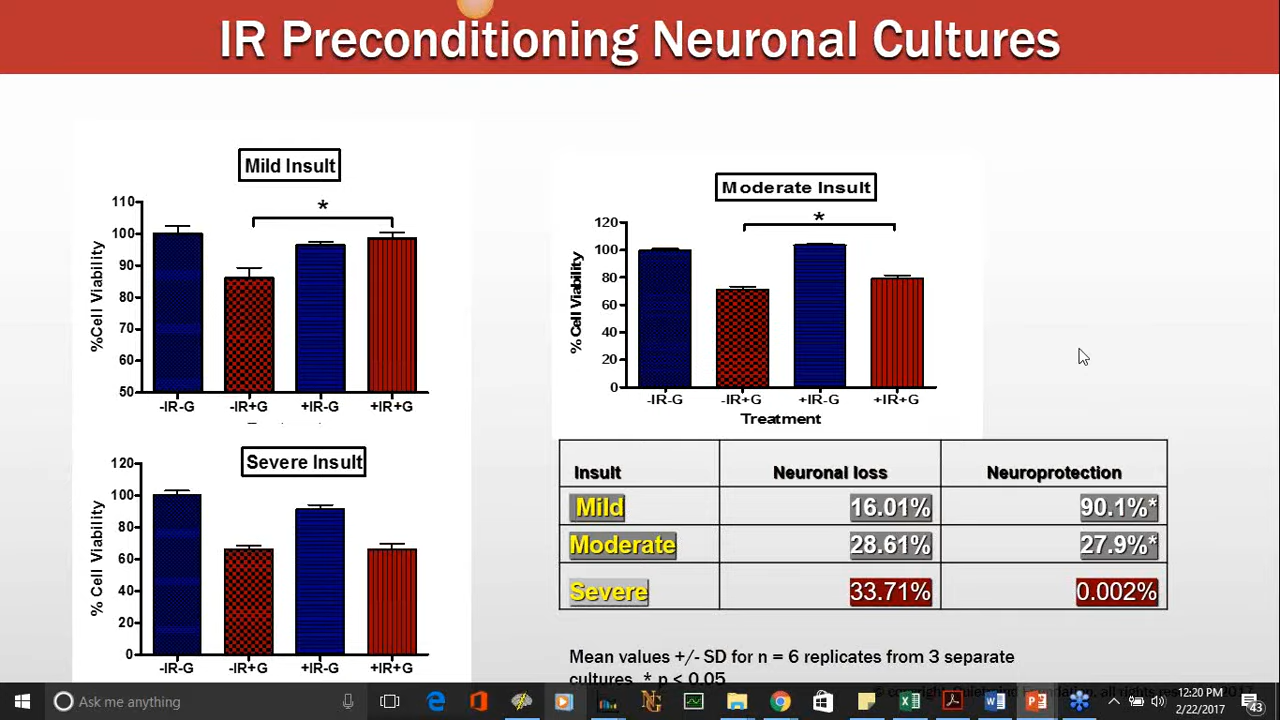 IR Preconditioning Neuronal Cultures
Mild Insult
*
%Cell Viability
110
100
90
80
70
60
50
-IR-G
-IR+G
+IR-G
+IR+G
Moderate Insult
*
%Cell Viability
120
100
80
60
40
20
0
-IR-G
-IR+G
+IR-G
+IR+G
Treatment
Severe Insult
% Cell Viability
120
100
80
60
40
20
0
-IR-G
-IR+G
+IR-G
+IR+G
Insult Neuronal loss Neuroprotection
Mild 16.01% 90.1%*
Moderate 28.61% 27.9%*
Severe 33.71% 0.002%
Mean values +/- SD for n = 6 replicates from 3 separate
cultures. * p < 0.05
Ask me anything
12:20 PM
2/22/2017
43